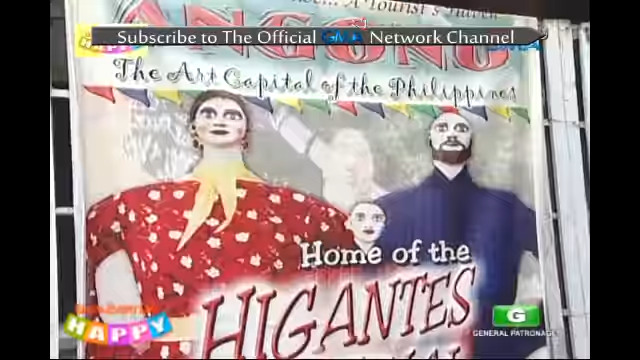 A Tourist's Haven
Subscribe to The Official GMA Network Channel
HAPPY
ANGONO
The Art Capital of the Philippines
Home of the
HIGANTES
HAPPY
G
GENERAL PATRONAGE